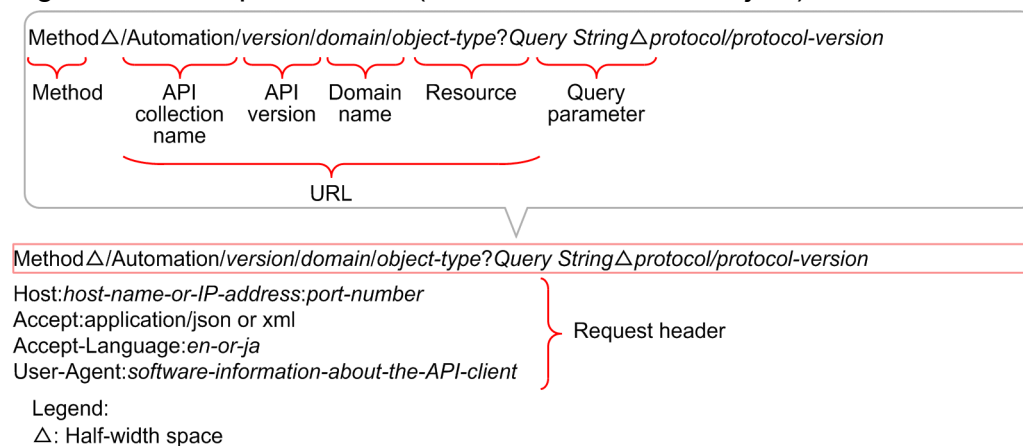 Method△/Automation/version/domain/object-type?Query String△protocol/protocol-version
Method API API Domain Resource Query
collection version name parameter
name
URL
Method△/Automation/version/domain/object-type?Query String△protocol/protocol-version
Host:host-name-or-IP-address:port-number
Accept:application/json or xml
Request header
Accept-Language:en-or-ja
User-Agent:software-information-about-the-API-client
Legend:
△: Half-width space